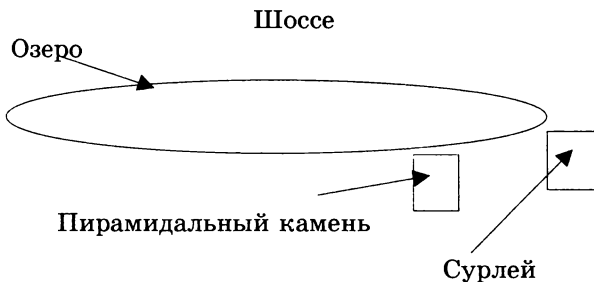 Шоссе
Озеро
Пирамидальный камень
Сурлей